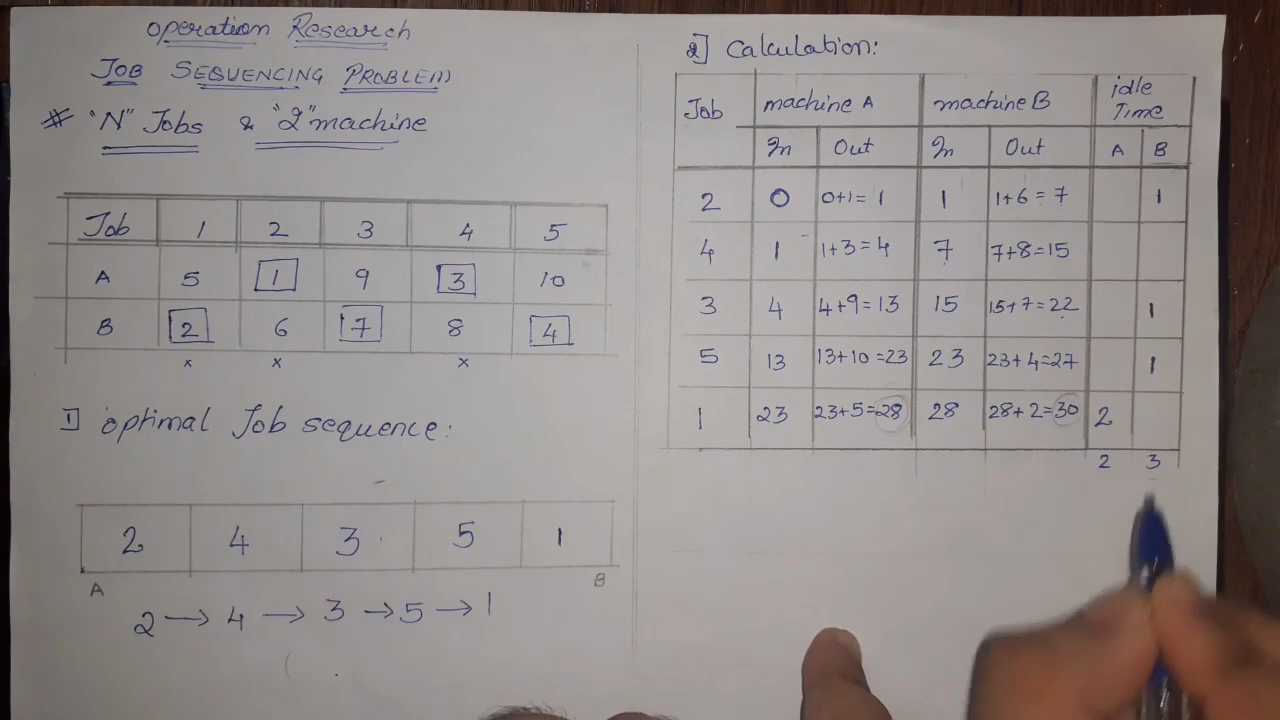 Operation Research
JOB SEQUENCING PROBLEM
* "N" Jobs & "2" machine
Job 1 2 3 4 5
A 5 1 9 3 10
B 2 6 7 8 4
x x x
1] optimal Job sequence:
2 4 3 5 1
A B
2 → 4 → 3 → 5 → 1
2] Calculation:
Job machine A machine B idle Time
In Out In Out A B
2 0 0+1=1 1 1+6=7 1
4 1 1+3=4 7 7+8=15
3 4 4+9=13 15 15+7=22 1
5 13 13+10=23 23 23+4=27 1
1 23 23+5=28 28 28+2=30 2
2 3